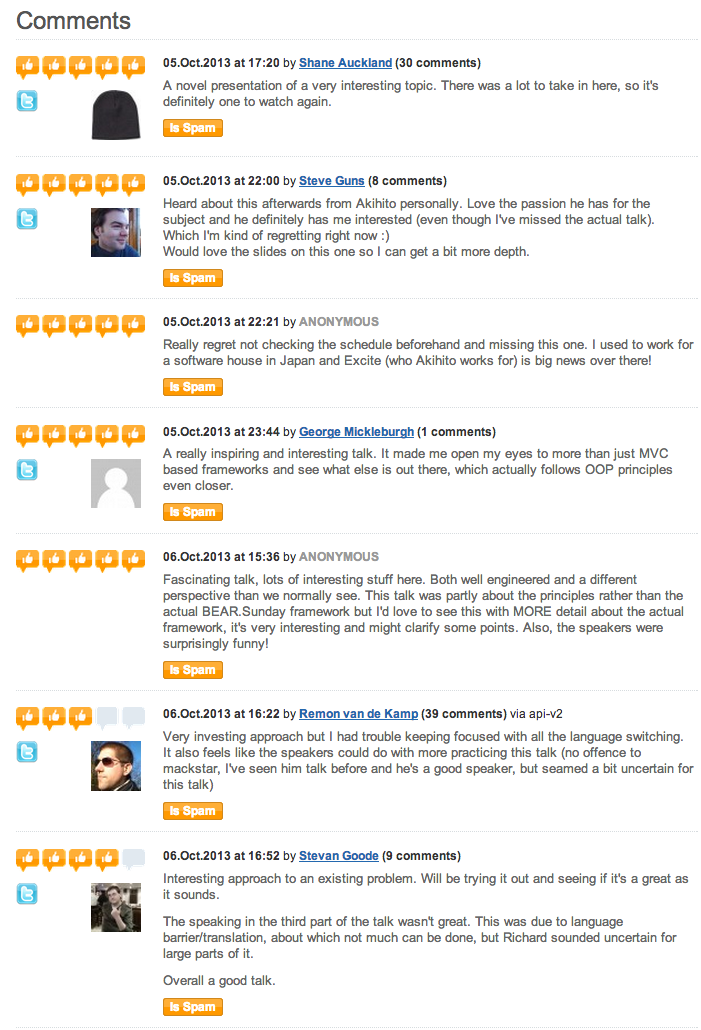 Comments
05.Oct.2013 at 17:20 by Shane Auckland (30 comments)
A novel presentation of a very interesting topic. There was a lot to take in here, so it's
definitely one to watch again.
Is Spam
05.Oct.2013 at 22:00 by Steve Guns (8 comments)
Heard about this afterwards from Akihito personally. Love the passion he has for the
subject and he definitely has me interested (even though I've missed the actual talk).
Which I'm kind of regretting right now :)
Would love the slides on this one so I can get a bit more depth.
Is Spam
05.Oct.2013 at 22:21 by ANONYMOUS
Really regret not checking the schedule beforehand and missing this one. I used to work for
a software house in Japan and Excite (who Akihito works for) is big news over there!
Is Spam
05.Oct.2013 at 23:44 by George Mickleburgh (1 comments)
A really inspiring and interesting talk. It made me open my eyes to more than just MVC
based frameworks and see what else is out there, which actually follows OOP principles
even closer.
Is Spam
06.Oct.2013 at 15:36 by ANONYMOUS
Fascinating talk, lots of interesting stuff here. Both well engineered and a different
perspective than we normally see. This talk was partly about the principles rather than the
actual BEAR.Sunday framework but I'd love to see this with MORE detail about the actual
framework, it's very interesting and might clarify some points. Also, the speakers were
surprisingly funny!
Is Spam
06.Oct.2013 at 16:22 by Remon van de Kamp (39 comments) via api-v2
Very investing approach but I had trouble keeping focused with all the language switching.
It also feels like the speakers could do with more practicing this talk (no offence to
mackstar, I've seen him talk before and he's a good speaker, but seamed a bit uncertain for
this talk)
Is Spam
06.Oct.2013 at 16:52 by Stevan Goode (9 comments)
Interesting approach to an existing problem. Will be trying it out and seeing if it's a great as
it sounds.
The speaking in the third part of the talk wasn't great. This was due to language
barrier/translation, about which not much can be done, but Richard sounded uncertain for
large parts of it.
Overall a good talk.
Is Spam